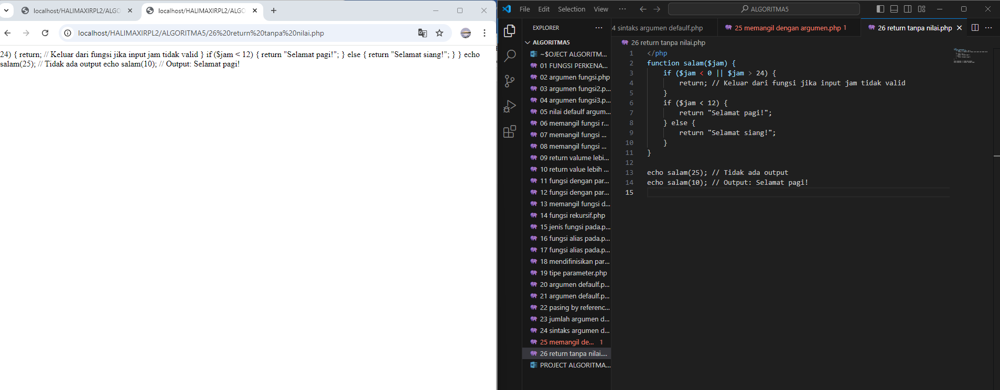 localhost/HALIMAXIRPL2/ALGO
localhost/HALIMAXIRPL2/ALGO
localhost/HALIMAXIRPL2/ALGORITMA5/26%20return%20tanpa%20nilai.php
24) { return; // Keluar dari fungsi jika input jam tidak valid } if ($jam < 12) { return "Selamat pagi!"; } else { return "Selamat siang!"; } } echo
salam(25); // Tidak ada output echo salam(10); // Output: Selamat pagi!
File Edit Selection View ··· ALGORITMA5
EXPLORER ···
ALGORITMA5
~$OJECT ALGORITM...
01 FUNGSI PERKENA...
02 argumen fungsi.php
03 argumen fungsi2.p...
04 argumen fungsi3.p...
05 nilai defaulf argum...
06 memangil fungsi r...
07 memangil fungsi ...
08 memangil fungsi ...
09 return valume lebi...
10 return value lebih ...
11 fungsi dengan par...
12 fungsi dengan par...
13 memangil fungsi d...
14 fungsi rekursif.php
15 jenis fungsi pada.p...
16 fungsi alias pada.p...
17 fungsi alias pada.p...
18 mendifinisikan par...
19 tipe parameter.php
20 argumen defaulf.p...
21 argumen defaulf.p...
22 pasing by referenc...
23 jumlah argumen d...
24 sintaks argumen d...
25 memangil de... 1
26 return tanpa nilai....
PROJECT ALGORITMA...
4 sintaks argumen defaulf.php
25 memangil dengan argumen.php 1
26 return tanpa nilai.php
26 return tanpa nilai.php
1 </php
2 function salam($jam) {
3 if ($jam < 0 || $jam > 24) {
4 return; // Keluar dari fungsi jika input jam tidak valid
5 }
6 if ($jam < 12) {
7 return "Selamat pagi!";
8 } else {
9 return "Selamat siang!";
10 }
11 }
12
13 echo salam(25); // Tidak ada output
14 echo salam(10); // Output: Selamat pagi!
15